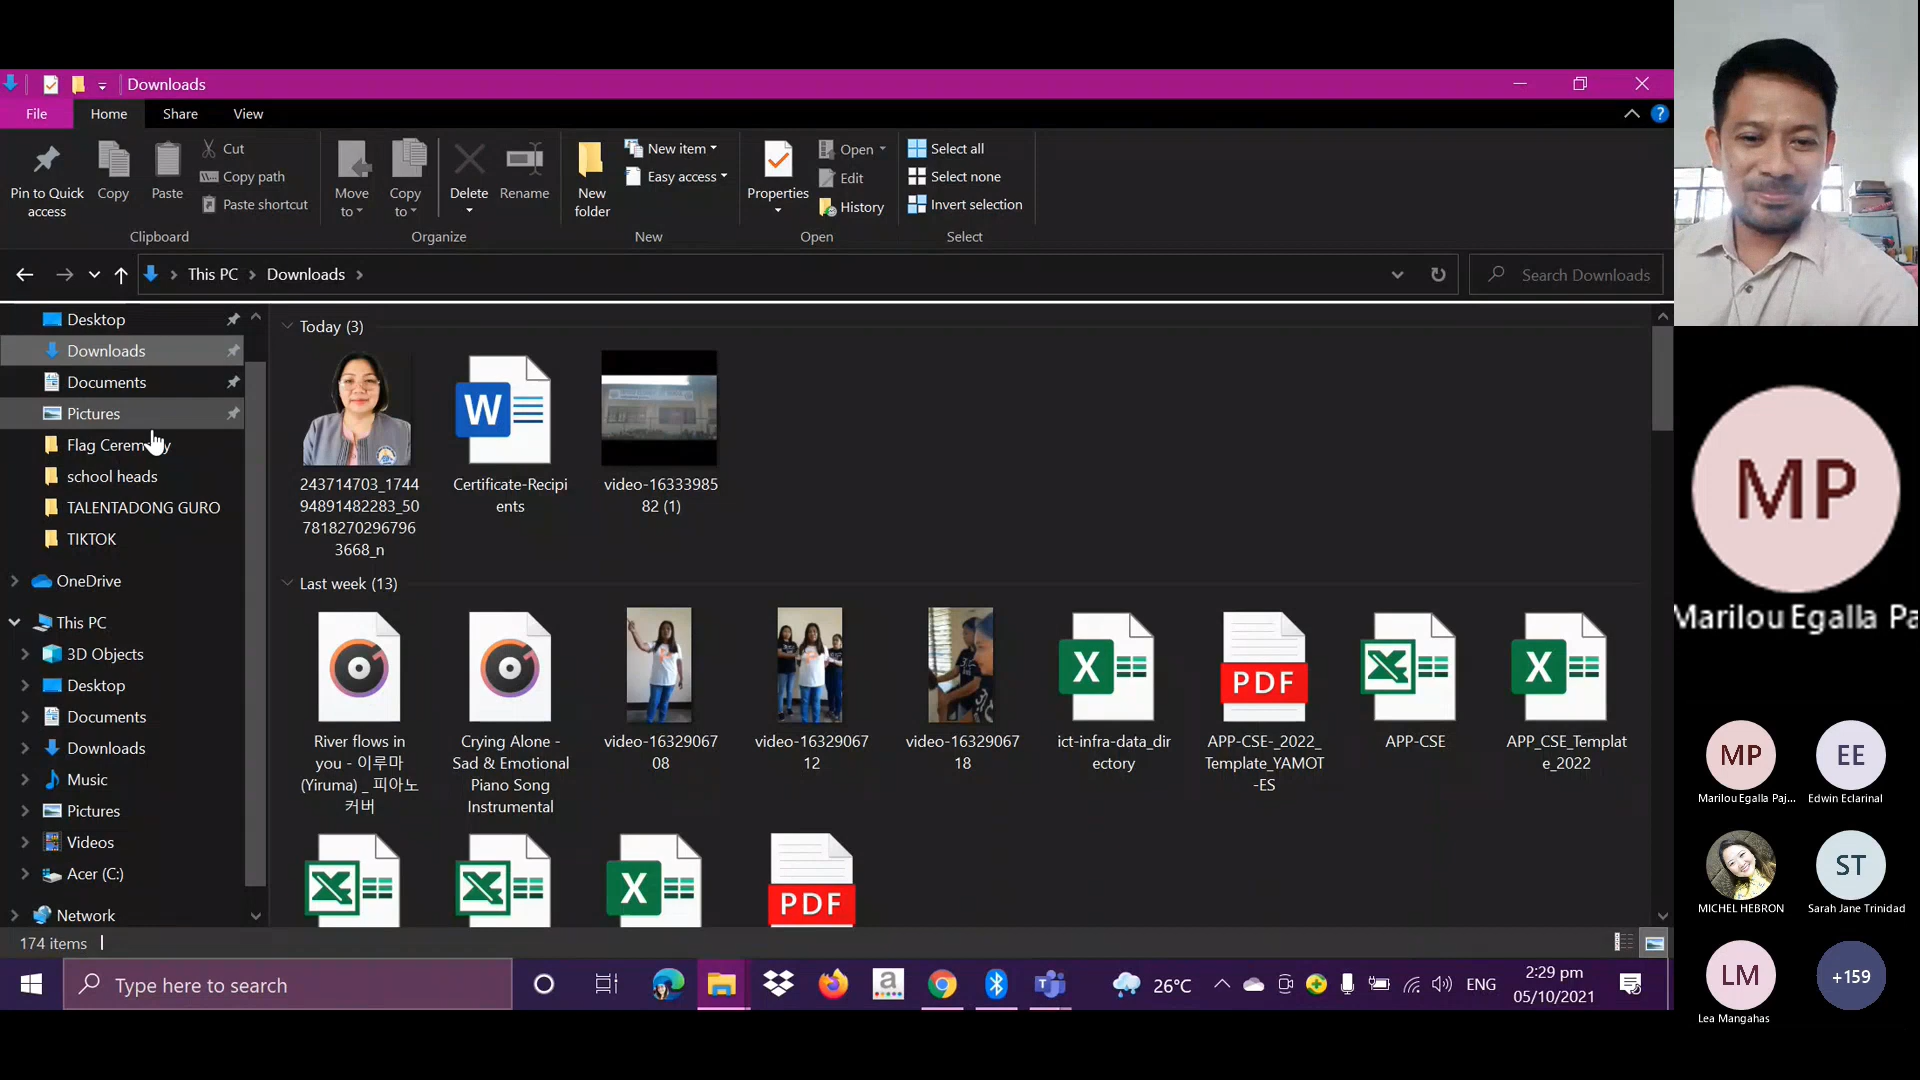 Downloads
File Home Share View
Pin to Quick access
Copy
Paste
Cut
Copy path
Paste shortcut
Clipboard
Move to
Copy to
Delete
Rename
Organize
New folder
New item
Easy access
New
Properties
Open
Edit
History
Open
Select all
Select none
Invert selection
Select
This PC > Downloads >
Search Downloads
Desktop
Downloads
Documents
Pictures
Flag Ceremony
school heads
TALENTADONG GURO
TIKTOK
OneDrive
This PC
3D Objects
Desktop
Documents
Downloads
Music
Pictures
Videos
Acer (C:)
Network
Today (3)
243714703_1744
94891482283_50
7818270296796
3668_n
W
Certificate-Recipi
ents
video-16333985
82 (1)
Last week (13)
River flows in
you - 이루마
(Yiruma) _ 피아노
커버
Crying Alone -
Sad & Emotional
Piano Song
Instrumental
video-16329067
08
video-16329067
12
video-16329067
18
X
ict-infra-data_dir
ectory
PDF
APP-CSE-_2022_
Template_YAMOT
-ES
X
APP-CSE
X
APP_CSE_Templat
e_2022
X
X
X
PDF
174 items
Type here to search
a
26°C
ENG
2:29 pm
05/10/2021
MP
Marilou Egalla Pa
MP
Marilou Egalla Paj...
EE
Edwin Eclarinal
MICHEL HEBRON
ST
Sarah Jane Trinidad
LM
Lea Mangahas
+159